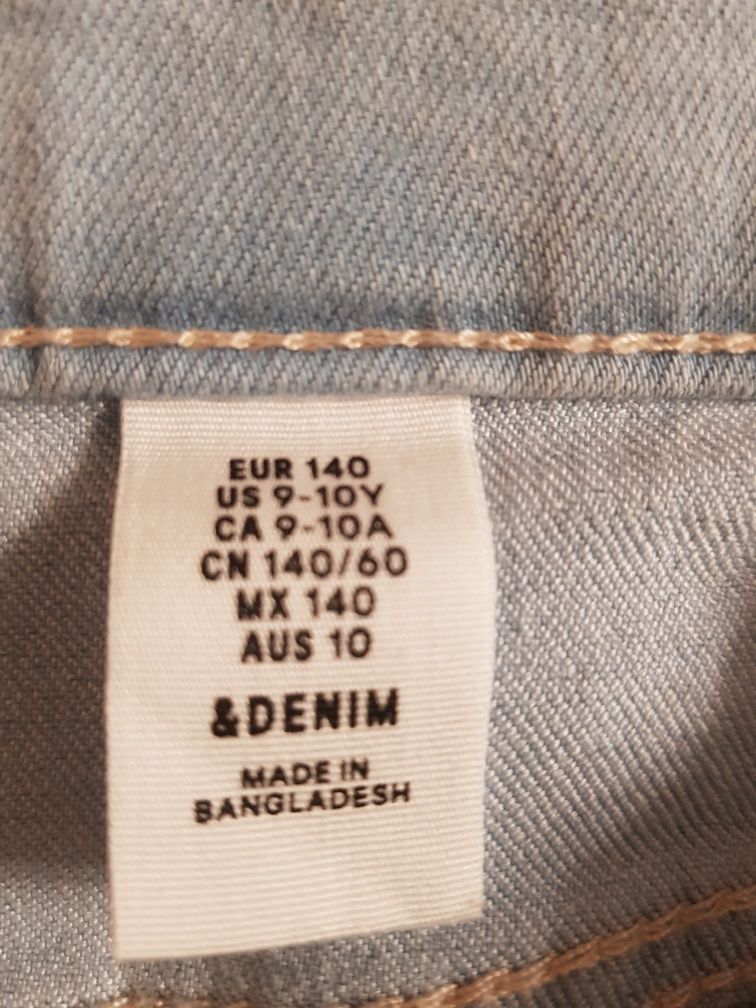 EUR 140
US 9-10Y
CA 9-10A
CN 140/60
MX 140
AUS 10
&DENIM
MADE IN
BANGLADESH